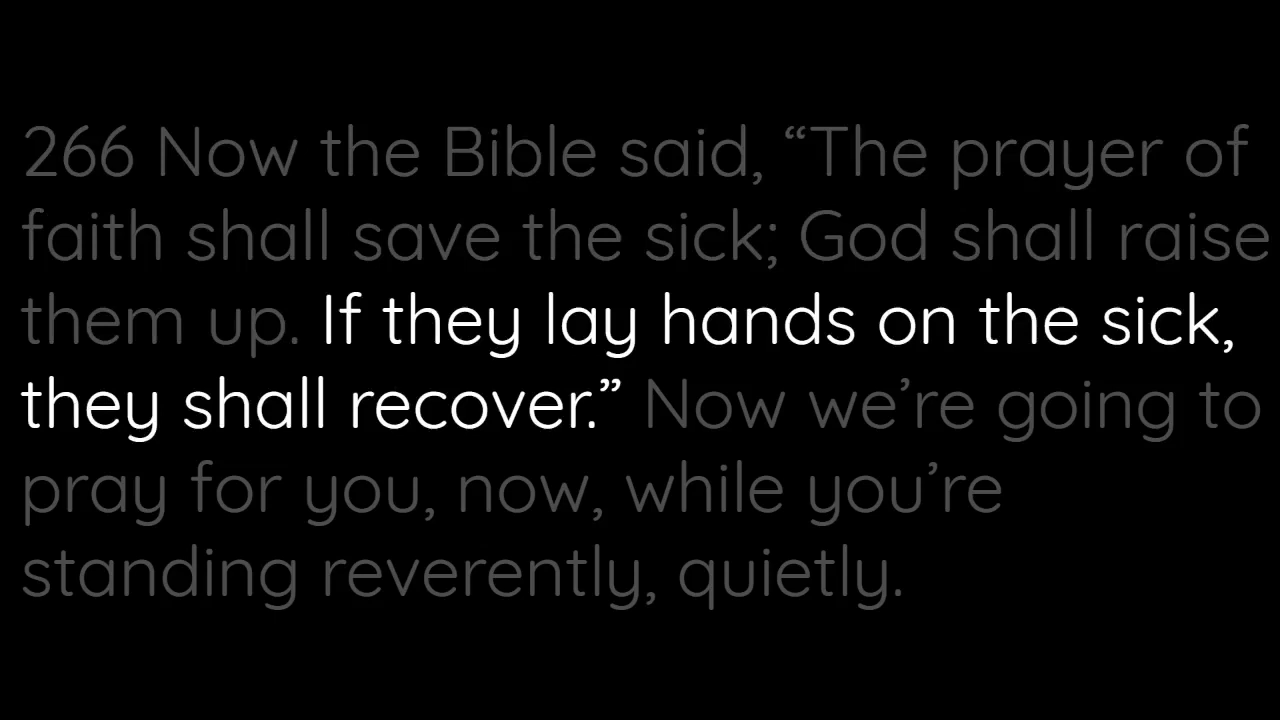 266 Now the Bible said, “The prayer of
faith shall save the sick; God shall raise
them up. If they lay hands on the sick,
they shall recover.” Now we’re going to
pray for you, now, while you’re
standing reverently, quietly.